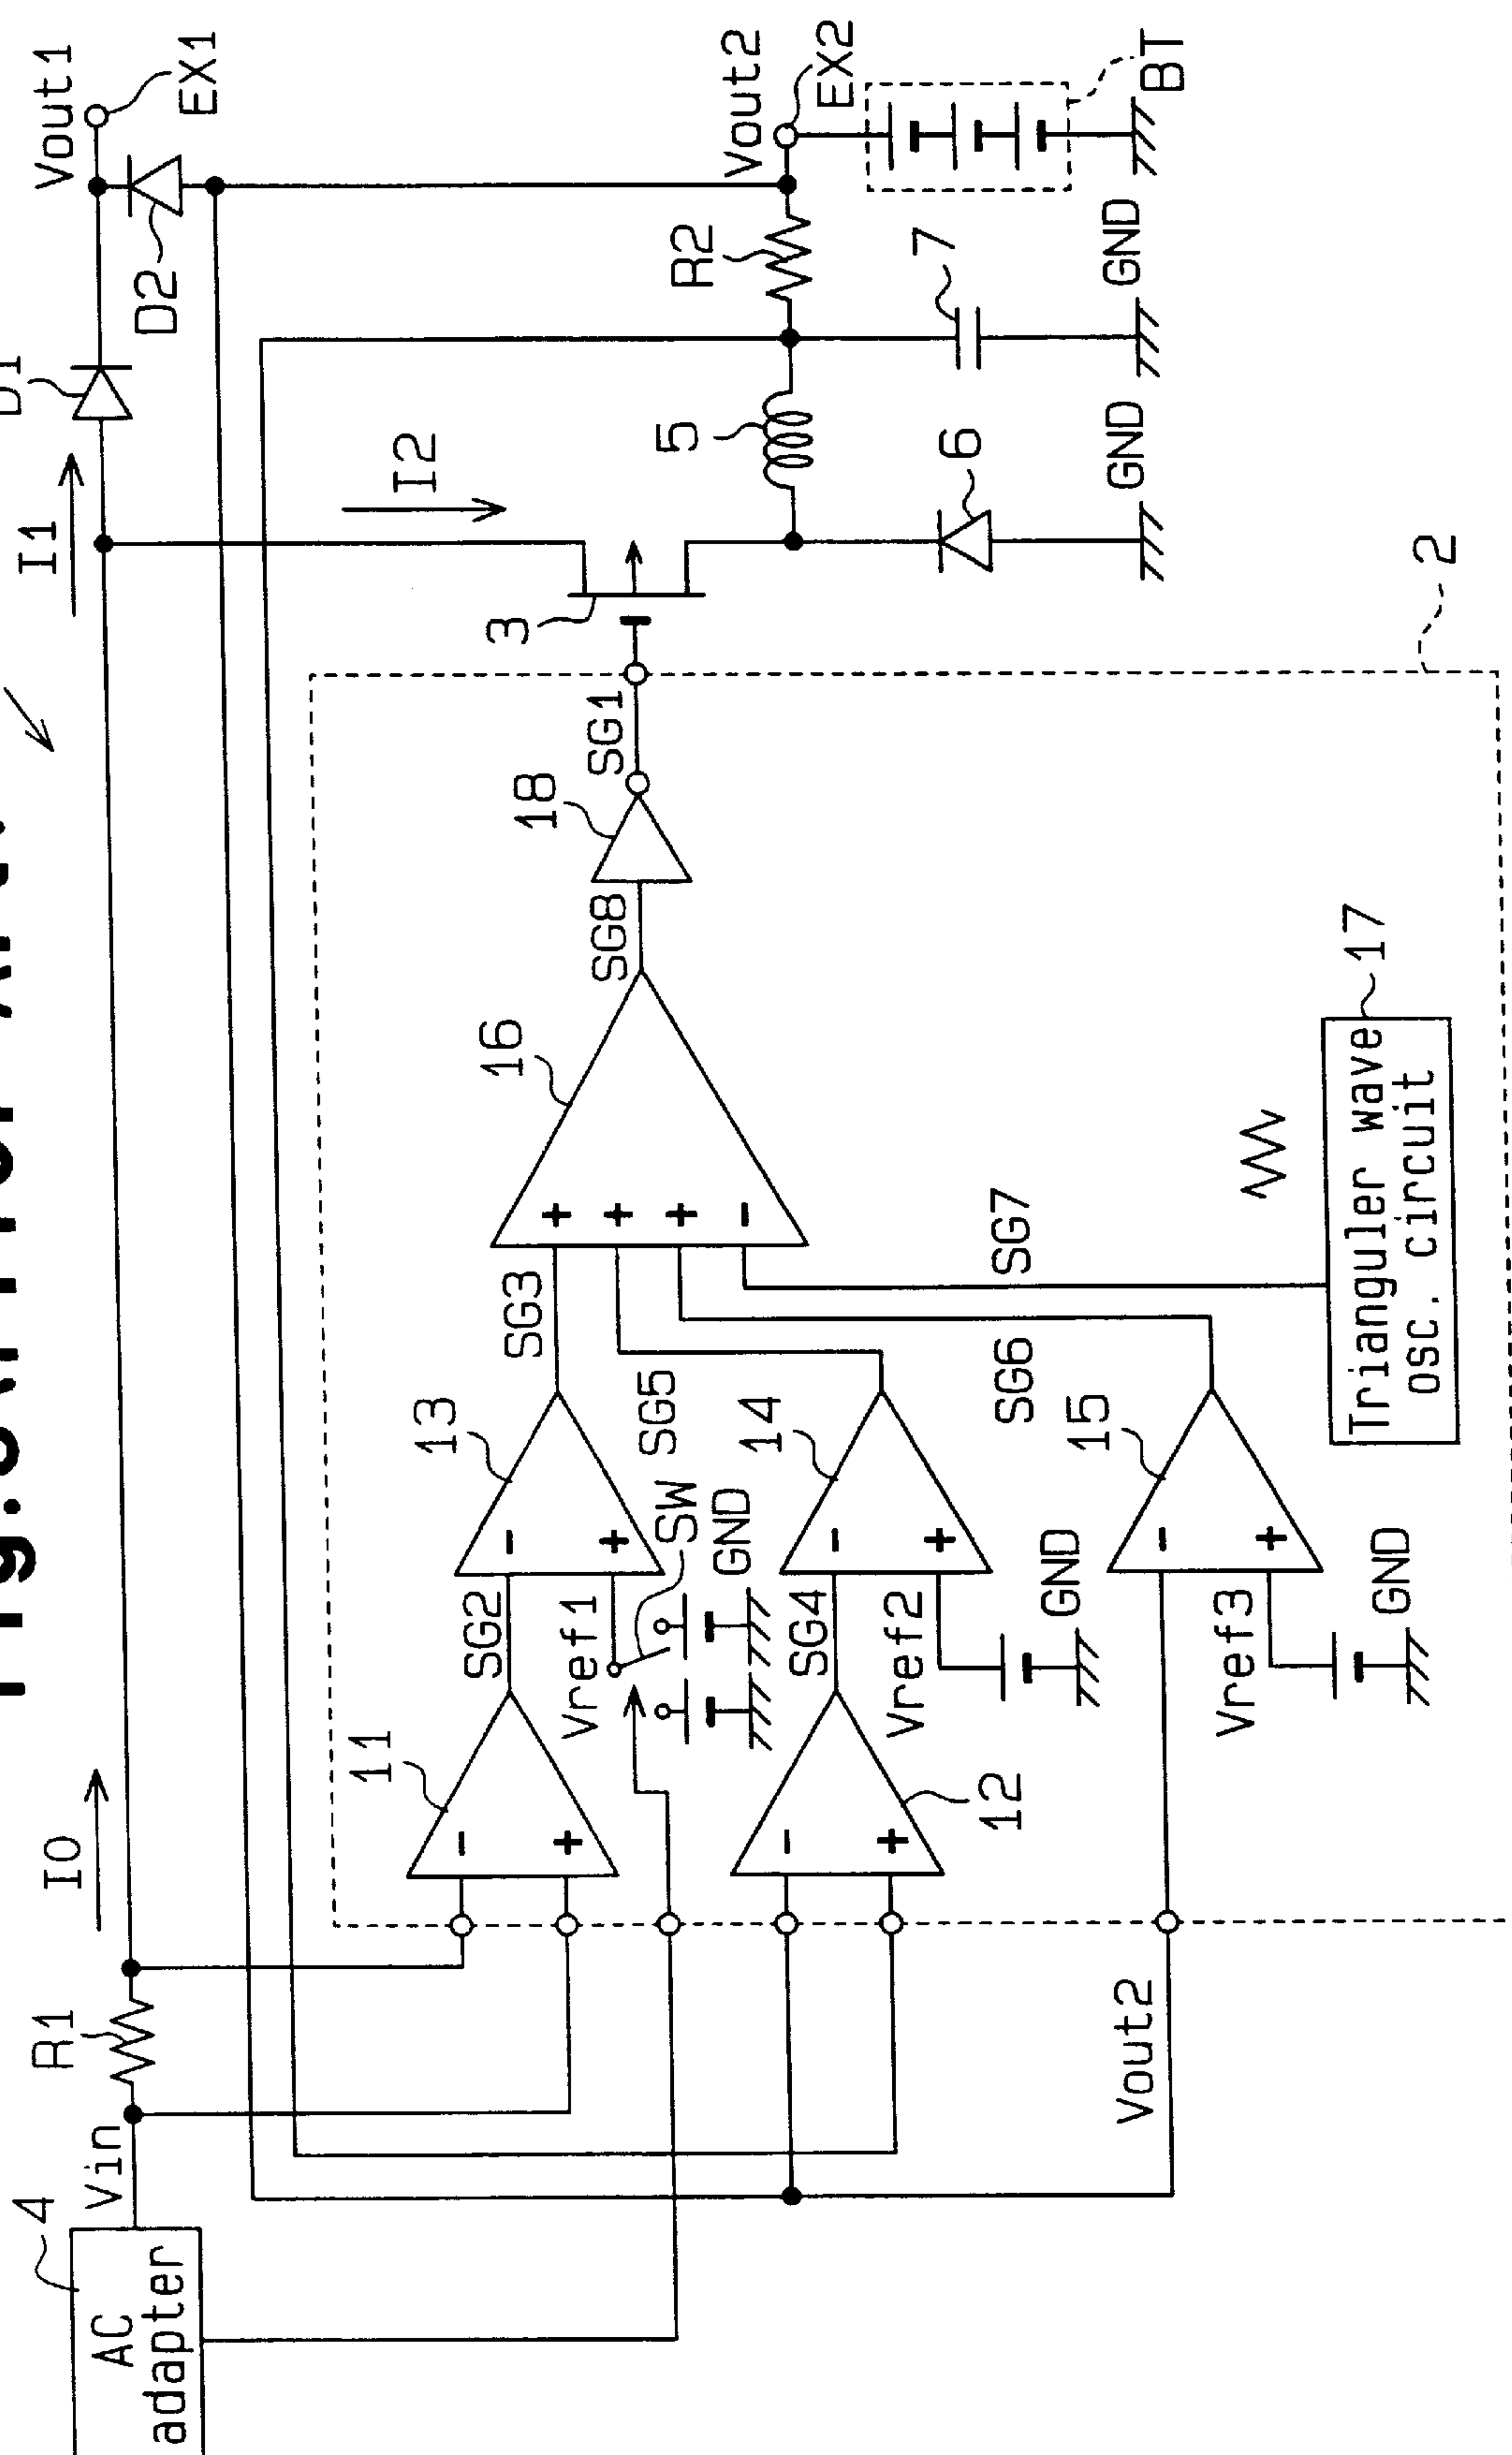 4
AC
adapter
Vin
R1
I0
I1
D1
Vout1
EX1
D2
I2
3
5
6
GND
R2
7
GND
Vout2
EX2
BT
2
11
SG2
13
SG3
Vref1
SW
GND
SG5
12
SG4
14
Vref2
GND
SG6
Vout2
15
Vref3
GND
SG7
16
SG8
18
SG1
Trianguler wave
osc. circuit
17